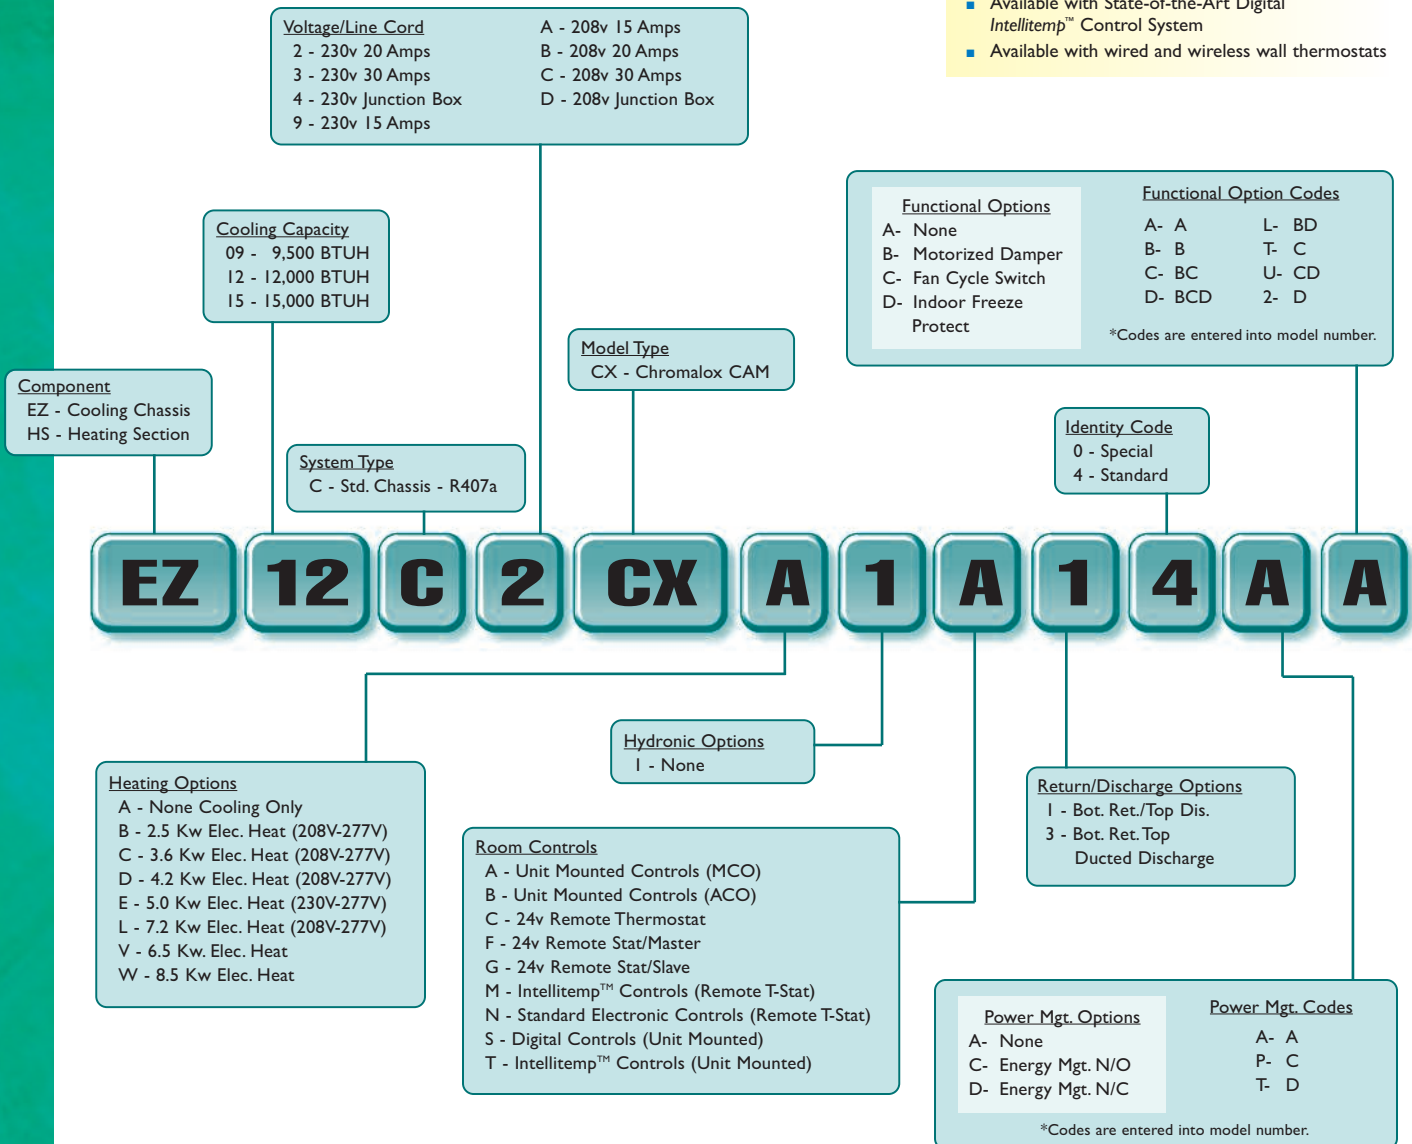 Available with State-of-the-Art Digital
Intellitemp™ Control System
Available with wired and wireless wall thermostats
Voltage/Line Cord
2 - 230v 20 Amps
3 - 230v 30 Amps
4 - 230v Junction Box
9 - 230v 15 Amps
A - 208v 15 Amps
B - 208v 20 Amps
C - 208v 30 Amps
D - 208v Junction Box
Functional Options
A- None
B- Motorized Damper
C- Fan Cycle Switch
D- Indoor Freeze
Protect
Functional Option Codes
A- A
B- B
C- BC
D- BCD
L- BD
T- C
U- CD
2- D
*Codes are entered into model number.
Cooling Capacity
09 - 9,500 BTUH
12 - 12,000 BTUH
15 - 15,000 BTUH
Model Type
CX - Chromalox CAM
Component
EZ - Cooling Chassis
HS - Heating Section
Identity Code
0 - Special
4 - Standard
System Type
C - Std. Chassis - R407a
EZ 12 C 2 CX A 1 A 1 4 A A
Hydronic Options
1 - None
Heating Options
A - None Cooling Only
B - 2.5 Kw Elec. Heat (208V-277V)
C - 3.6 Kw Elec. Heat (208V-277V)
D - 4.2 Kw Elec. Heat (208V-277V)
E - 5.0 Kw Elec. Heat (230V-277V)
L - 7.2 Kw Elec. Heat (208V-277V)
V - 6.5 Kw. Elec. Heat
W - 8.5 Kw Elec. Heat
Return/Discharge Options
1 - Bot. Ret./Top Dis.
3 - Bot. Ret. Top
Ducted Discharge
Room Controls
A - Unit Mounted Controls (MCO)
B - Unit Mounted Controls (ACO)
C - 24v Remote Thermostat
F - 24v Remote Stat/Master
G - 24v Remote Stat/Slave
M - Intellitemp™ Controls (Remote T-Stat)
N - Standard Electronic Controls (Remote T-Stat)
S - Digital Controls (Unit Mounted)
T - Intellitemp™ Controls (Unit Mounted)
Power Mgt. Options
A- None
C- Energy Mgt. N/O
D- Energy Mgt. N/C
Power Mgt. Codes
A- A
P- C
T- D
*Codes are entered into model number.